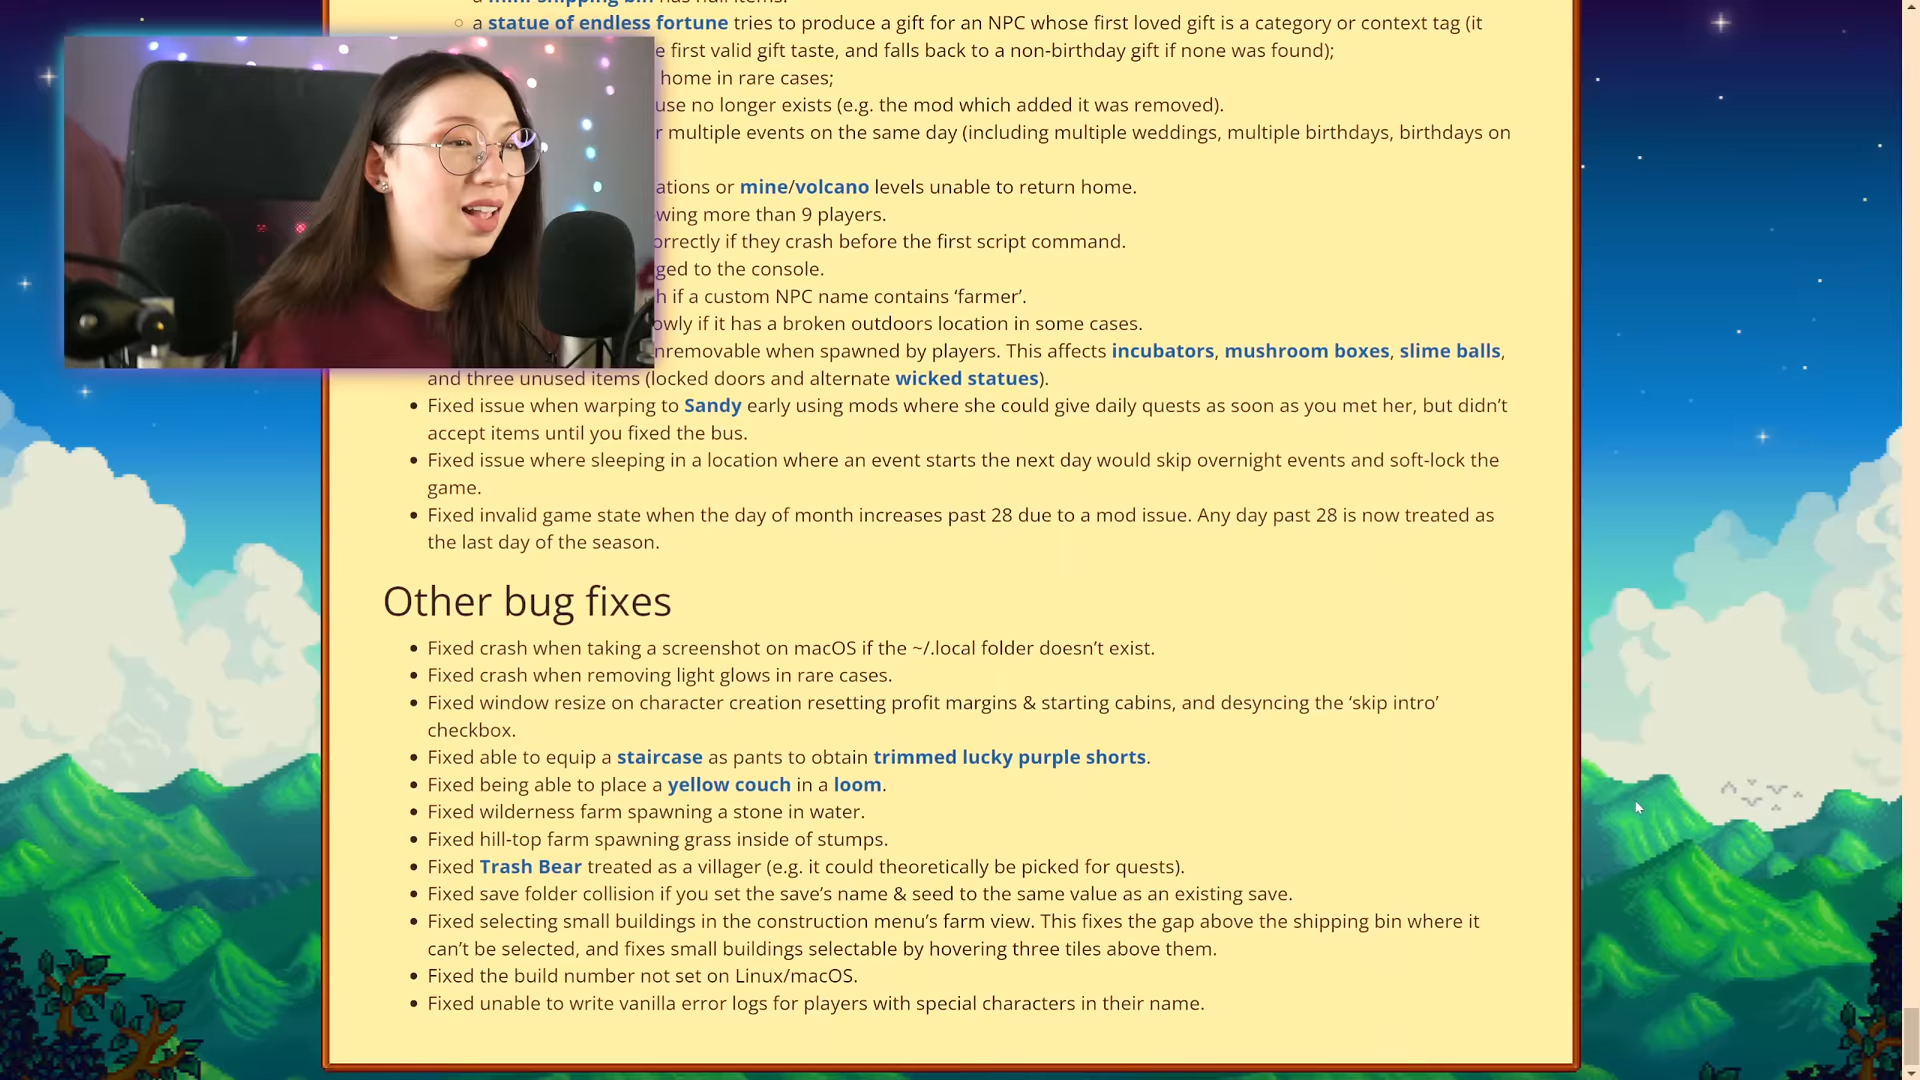 a mini-shipping bin has null items.
a statue of endless fortune tries to produce a gift for an NPC whose first loved gift is a category or context tag (it
first valid gift taste, and falls back to a non-birthday gift if none was found);
home in rare cases;
no longer exists (e.g. the mod which added it was removed).
multiple events on the same day (including multiple weddings, multiple birthdays, birthdays on
or mine/volcano levels unable to return home.
more than 9 players.
if they crash before the first script command.
to the console.
if a custom NPC name contains ‘farmer’.
if it has a broken outdoors location in some cases.
when spawned by players. This affects incubators, mushroom boxes, slime balls,
and three unused items (locked doors and alternate wicked statues).
Fixed issue when warping to Sandy early using mods where she could give daily quests as soon as you met her, but didn’t
accept items until you fixed the bus.
Fixed issue where sleeping in a location where an event starts the next day would skip overnight events and soft-lock the
game.
Fixed invalid game state when the day of month increases past 28 due to a mod issue. Any day past 28 is now treated as
the last day of the season.
Other bug fixes
Fixed crash when taking a screenshot on macOS if the ~/.local folder doesn’t exist.
Fixed crash when removing light glows in rare cases.
Fixed window resize on character creation resetting profit margins & starting cabins, and desyncing the ‘skip intro’
checkbox.
Fixed able to equip a staircase as pants to obtain trimmed lucky purple shorts.
Fixed being able to place a yellow couch in a loom.
Fixed wilderness farm spawning a stone in water.
Fixed hill-top farm spawning grass inside of stumps.
Fixed Trash Bear treated as a villager (e.g. it could theoretically be picked for quests).
Fixed save folder collision if you set the save’s name & seed to the same value as an existing save.
Fixed selecting small buildings in the construction menu’s farm view. This fixes the gap above the shipping bin where it
can’t be selected, and fixes small buildings selectable by hovering three tiles above them.
Fixed the build number not set on Linux/macOS.
Fixed unable to write vanilla error logs for players with special characters in their name.